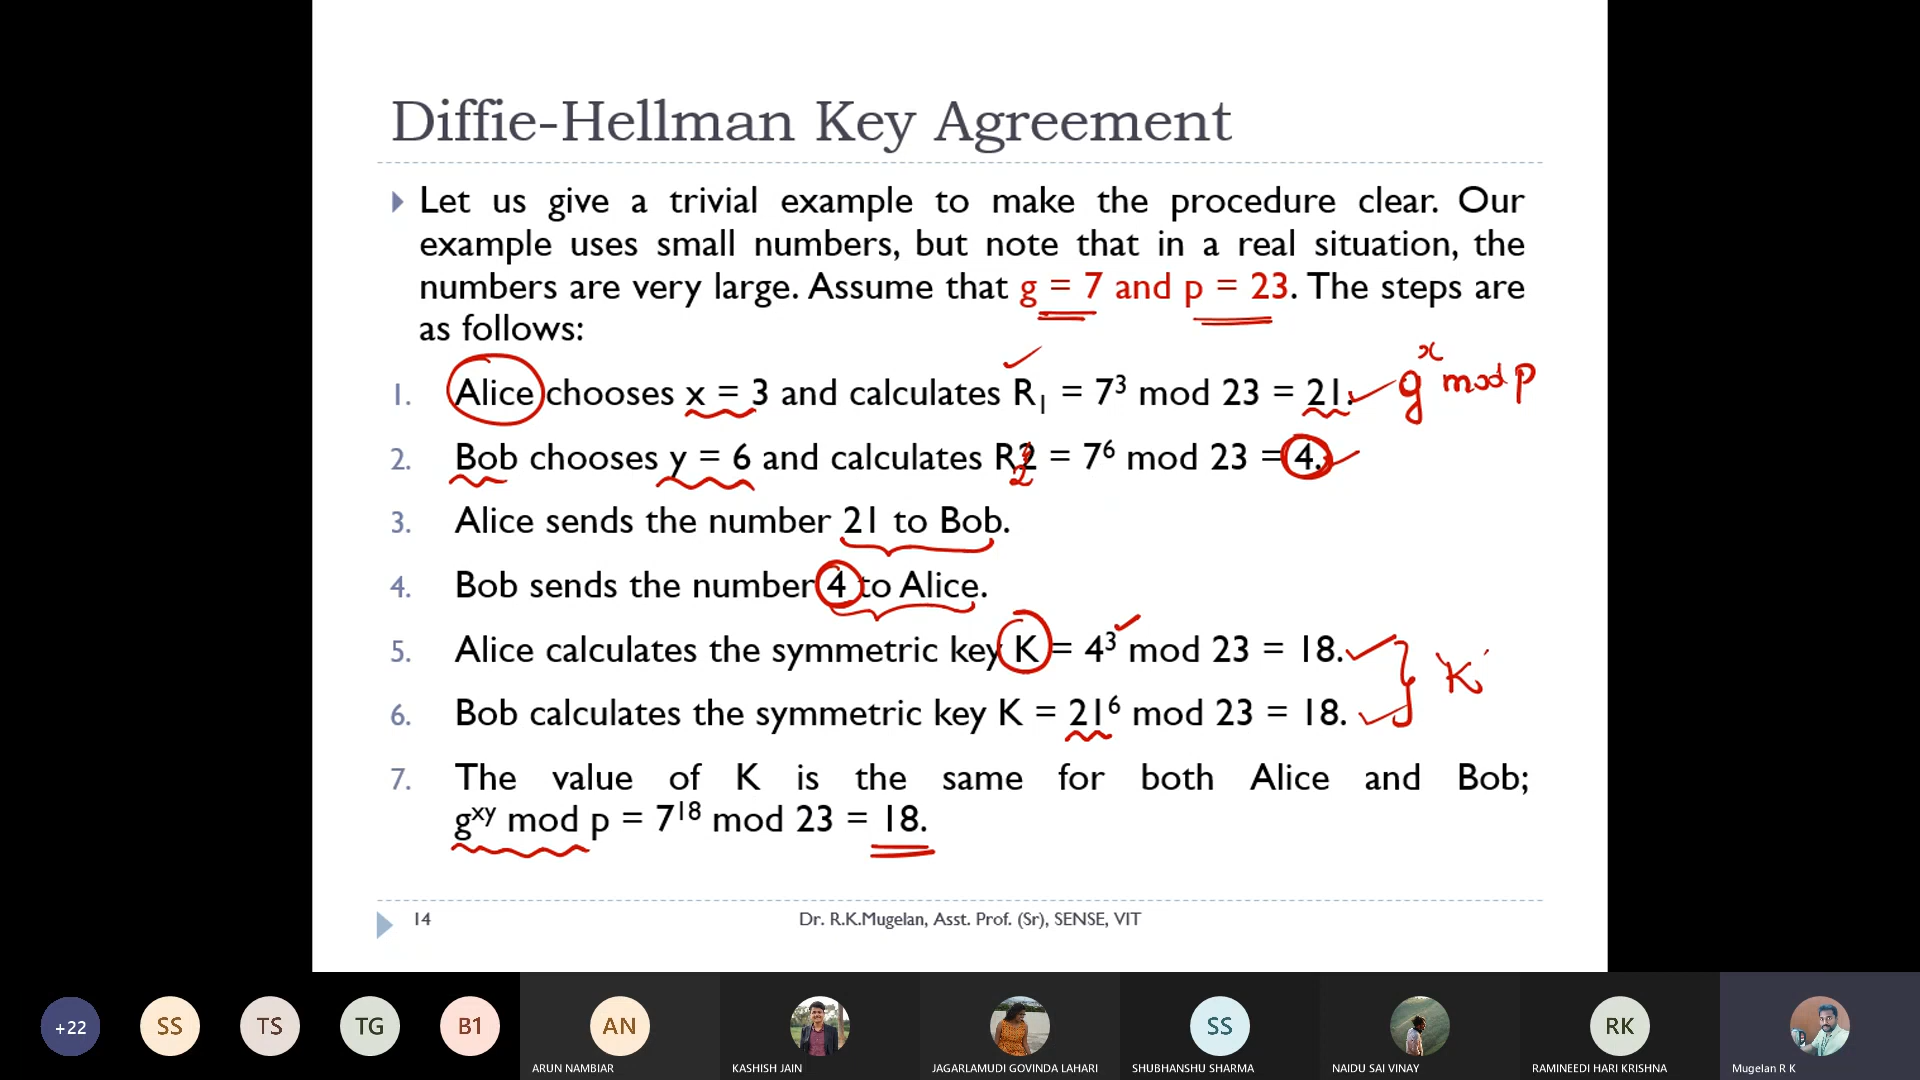 Diffie-Hellman Key Agreement
Let us give a trivial example to make the procedure clear. Our
example uses small numbers, but note that in a real situation, the
numbers are very large. Assume that g = 7 and p = 23. The steps are
as follows:
1. Alice chooses x = 3 and calculates R₁ = 7³ mod 23 = 21. gˣ mod p
2. Bob chooses y = 6 and calculates R2 = 7⁶ mod 23 = 4.
2
3. Alice sends the number 21 to Bob.
4. Bob sends the number 4 to Alice.
5. Alice calculates the symmetric key K = 4³ mod 23 = 18.
K
6. Bob calculates the symmetric key K = 21⁶ mod 23 = 18.
7. The value of K is the same for both Alice and Bob;
gˣʸ mod p = 7¹⁸ mod 23 = 18.
14 Dr. R.K.Mugelan, Asst. Prof. (Sr), SENSE, VIT
+22 SS TS TG B1 AN SS RK
ARUN NAMBIAR KASHISH JAIN JAGARLAMUDI GOVINDA LAHARI SHUBHANSHU SHARMA NAIDU SAI VINAY RAMINEEDI HARI KRISHNA Mugelan R K